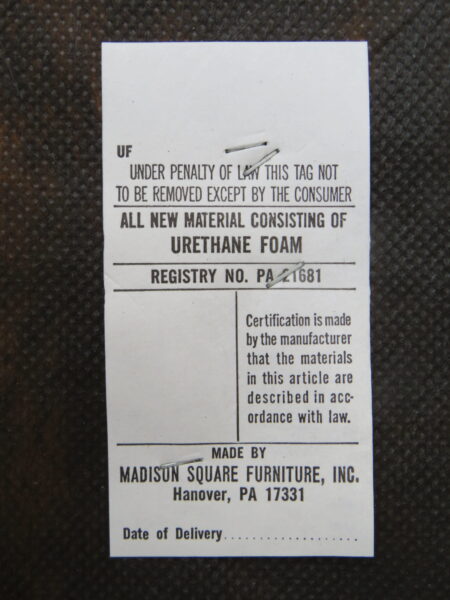 UF
UNDER PENALTY OF LAW THIS TAG NOT
TO BE REMOVED EXCEPT BY THE CONSUMER
ALL NEW MATERIAL CONSISTING OF
URETHANE FOAM
REGISTRY NO. PA 21681
Certification is made
by the manufacturer
that the materials
in this article are
described in acc-
ordance with law.
MADE BY
MADISON SQUARE FURNITURE, INC.
Hanover, PA 17331
Date of Delivery...................